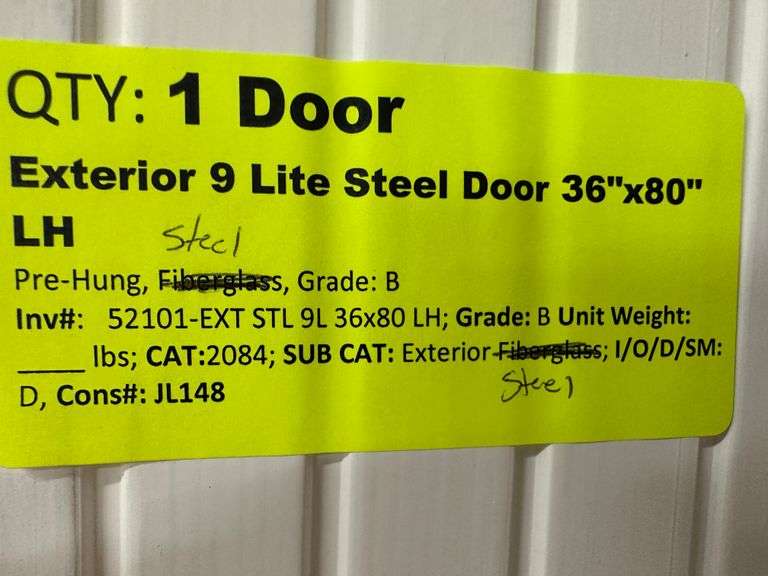 QTY: 1 Door
Exterior 9 Lite Steel Door 36"x80"
LH
Steel
Pre-Hung, Fiberglass, Grade: B
Inv#: 52101-EXT STL 9L 36x80 LH; Grade: B Unit Weight:
____ lbs; CAT:2084; SUB CAT: Exterior Fiberglass; I/O/D/SM:
Steel
D, Cons#: JL148